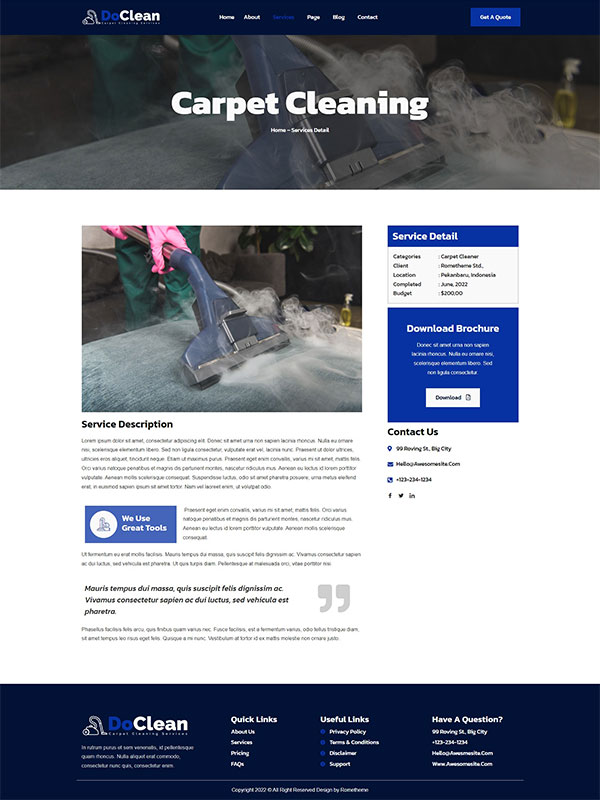 DoClean
Carpet Cleaning Services
Home About Services Page Blog Contact
Get A Quote
Carpet Cleaning
Home – Services Detail
Service Description
Lorem ipsum dolor sit amet, consectetur adipiscing elit. Donec sit amet urna non sapien lacinia rhoncus. Nulla eu ornare
nisi, scelerisque elementum libero. Sed non ligula consectetur, vulputate erat vel, lacinia nunc. Praesent ut dolor ultrices,
ultricies eros aliquet, tincidunt neque. Etiam ut maximus purus. Praesent eget enim convallis, varius mi sit amet, mattis felis.
Orci varius natoque penatibus et magnis dis parturient montes, nascetur ridiculus mus. Aenean eu lectus id lorem porttitor
vulputate. Aenean mollis scelerisque consequat. Suspendisse luctus, odio sit amet pharetra posuere, urna metus eleifend
erat, in euismod sapien ipsum sit amet tortor. Nam vel laoreet enim, ut volutpat odio.
We Use
Great Tools
Praesent eget enim convallis, varius mi sit amet, mattis felis. Orci varius
natoque penatibus et magnis dis parturient montes, nascetur ridiculus mus.
Aenean eu lectus id lorem porttitor vulputate. Aenean mollis scelerisque
consequat.
Ut fermentum eu erat mollis facilisis. Mauris tempus dui massa, quis suscipit felis dignissim ac. Vivamus consectetur sapien
ac dui luctus, sed vehicula est pharetra. Ut quis turpis diam. Pellentesque at malesuada orci, vitae porttitor nisi.
Mauris tempus dui massa, quis suscipit felis dignissim ac.
Vivamus consectetur sapien ac dui luctus, sed vehicula est
pharetra.
Phasellus facilisis felis arcu, quis finibus quam varius nec. Fusce facilisis, est a fermentum varius, odio tellus tristique diam,
sit amet tempus leo risus eget felis. Quisque a mi nunc. Vestibulum at tortor id ex mattis molestie non ornare justo.
Service Detail
Categories : Carpet Cleaner
Client : Rometheme Std.,
Location : Pekanbaru, Indonesia
Completed : June, 2022
Budget : $200.00
Download Brochure
Donec sit amet urna non sapien
lacinia rhoncus. Nulla eu ornare nisi,
scelerisque elementum libero. Sed
non ligula consectetur.
Download
Contact Us
99 Roving St., Big City
Hello@Awesomesite.Com
+123-234-1234
DoClean
Carpet Cleaning Services
In rutrum purus et sem venenatis, id pellentesque
quam rhoncus. Nulla aliquet erat commodo,
consectetur nunc quis, consectetur enim.
Quick Links
About Us
Services
Pricing
FAQs
Useful Links
Privacy Policy
Terms & Conditions
Disclaimer
Support
Have A Question?
99 Roving St., Big City
+123-234-1234
Hello@Awesmesite.Com
Www.Awesmesite.Com
Copyright 2022 © All Right Reserved Design by Rometheme